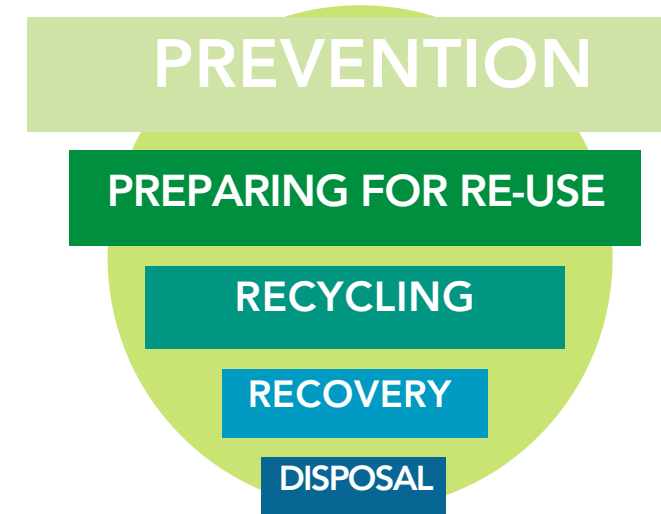 PREVENTION
PREPARING FOR RE-USE
RECYCLING
RECOVERY
DISPOSAL